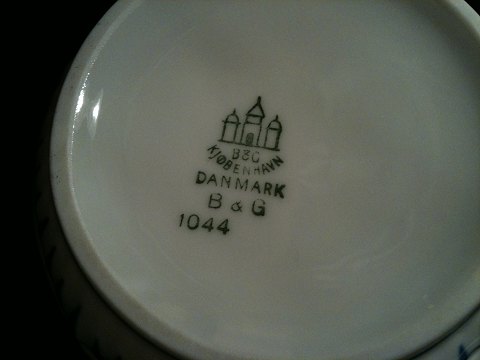 B&G
KJØBENHAVN
DANMARK
B & G
1044